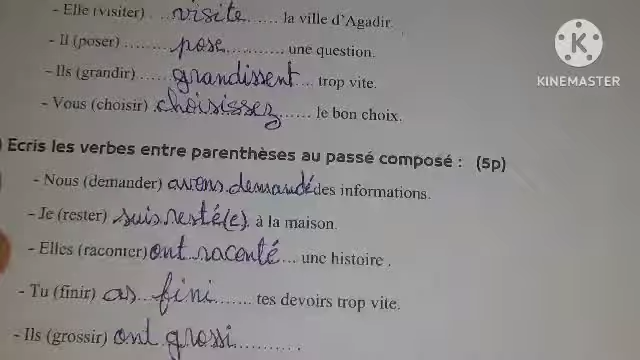 - Elle (visiter) ... visite ...... la ville d'Agadir.
- Il (poser) ........ pose ............. une question.
- Ils (grandir) ...... grandissent .... trop vite.
- Vous (choisir) . choisissez ...... le bon choix.
Ecris les verbes entre parenthèses au passé composé : (5p)
- Nous (demander) avons demandé des informations.
- Je (rester) suis resté(e). à la maison.
- Elles (raconter) ont raconté ... une histoire .
- Tu (finir) as fini ....... tes devoirs trop vite.
- Ils (grossir) ont grossi ............
KINEMASTER